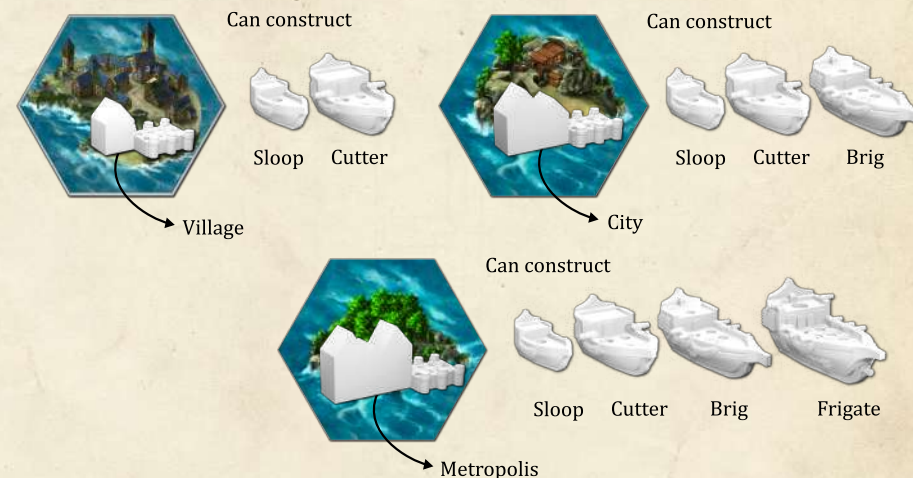 Can construct
Sloop Cutter
Village
Can construct
Sloop Cutter Brig
City
Can construct
Sloop Cutter Brig Frigate
Metropolis